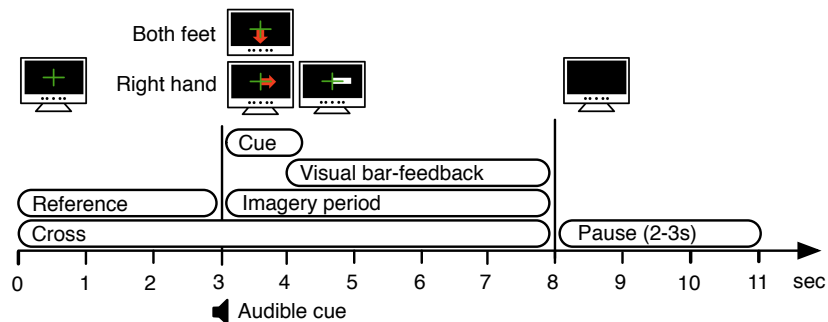 Both feet
Right hand
Cue
Visual bar-feedback
Reference
Imagery period
Cross
Pause (2-3s)
0 1 2 3 4 5 6 7 8 9 10 11 sec
Audible cue